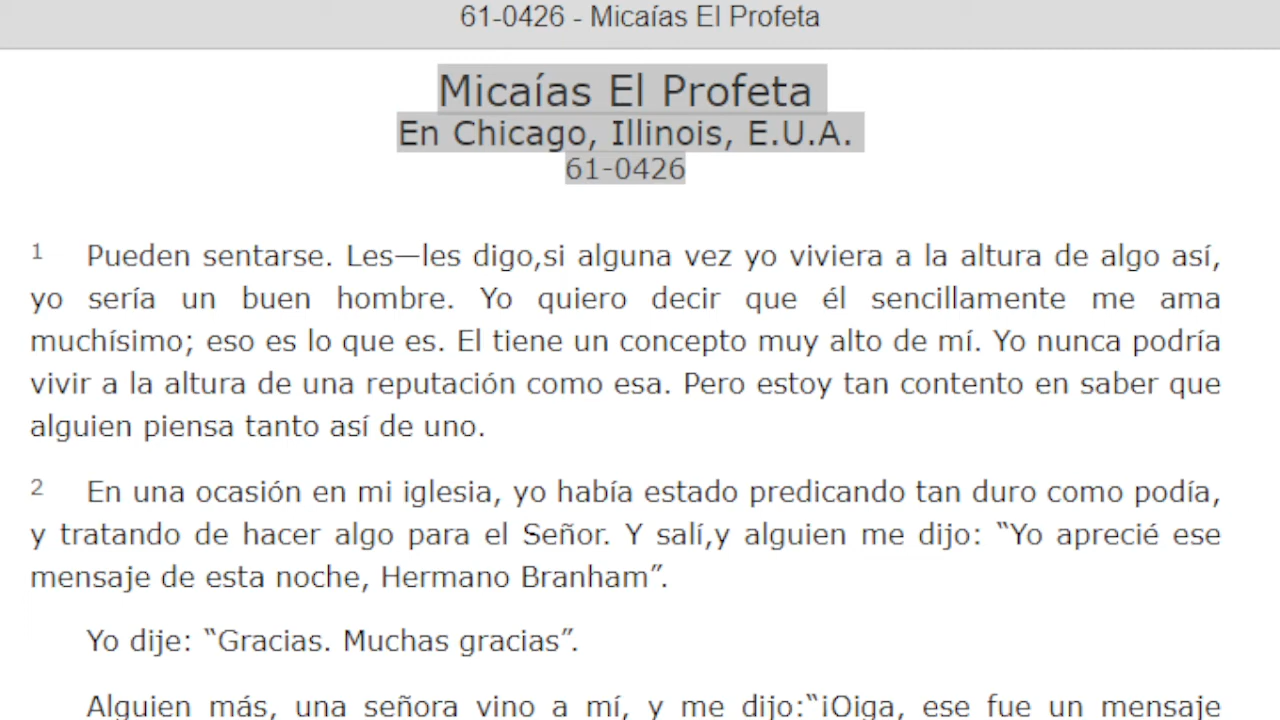 61-0426 - Micaías El Profeta
Micaías El Profeta
En Chicago, Illinois, E.U.A.
61-0426
1 Pueden sentarse. Les—les digo,si alguna vez yo viviera a la altura de algo así,
yo sería un buen hombre. Yo quiero decir que él sencillamente me ama
muchísimo; eso es lo que es. El tiene un concepto muy alto de mí. Yo nunca podría
vivir a la altura de una reputación como esa. Pero estoy tan contento en saber que
alguien piensa tanto así de uno.
2 En una ocasión en mi iglesia, yo había estado predicando tan duro como podía,
y tratando de hacer algo para el Señor. Y salí,y alguien me dijo: “Yo aprecié ese
mensaje de esta noche, Hermano Branham”.
Yo dije: “Gracias. Muchas gracias”.
Alguien más, una señora vino a mí, y me dijo:“¡Oiga, ese fue un mensaje